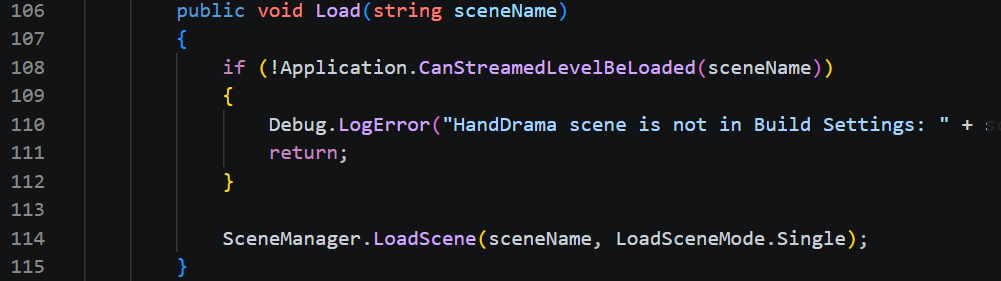 106 public void Load(string sceneName)
107 {
108 if (!Application.CanStreamedLevelBeLoaded(sceneName))
109 {
110 Debug.LogError("HandDrama scene is not in Build Settings: " +
111 return;
112 }
113
114 SceneManager.LoadScene(sceneName, LoadSceneMode.Single);
115 }